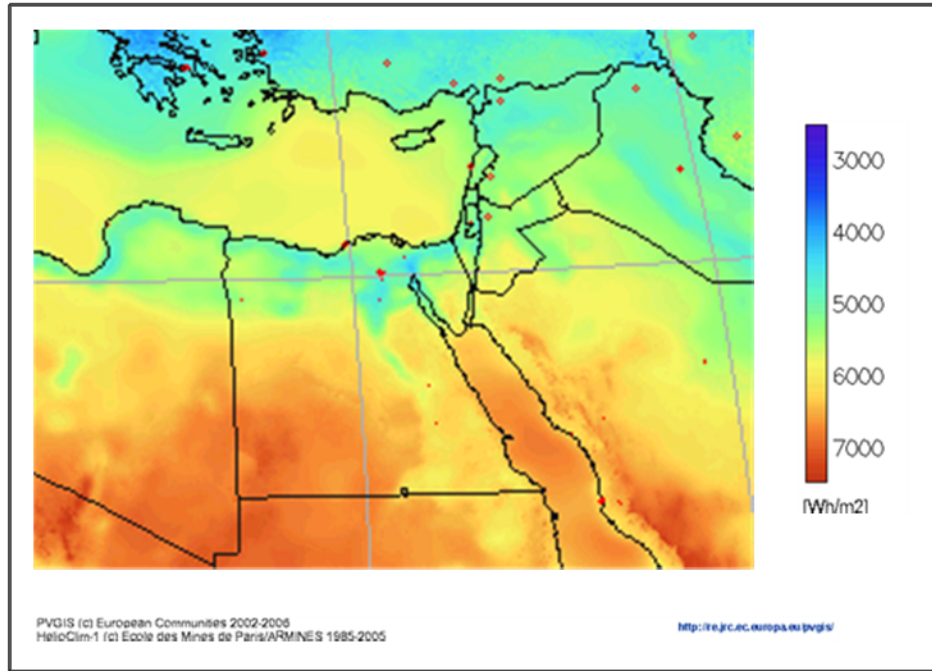 3000
4000
5000
6000
7000
[Wh/m2]
PVGIS (c) European Communities 2002-2006
HelioClim-1 (c) Ecole des Mines de Paris/ARMINES 1985-2005
http://re.jrc.ec.europa.eu/pvgis/